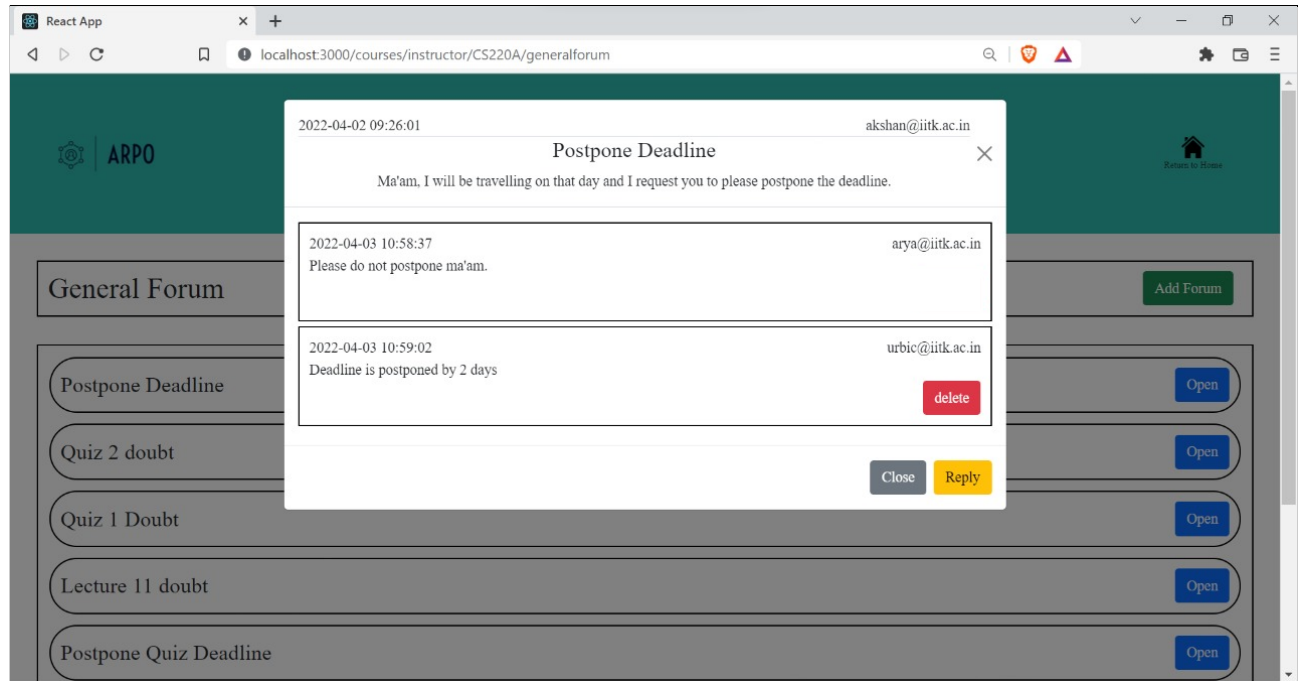 React App
localhost:3000/courses/instructor/CS220A/generalforum
ARPO
Return to Home
2022-04-02 09:26:01 akshan@iitk.ac.in
Postpone Deadline
Ma'am, I will be travelling on that day and I request you to please postpone the deadline.
2022-04-03 10:58:37 arya@iitk.ac.in
Please do not postpone ma'am.
2022-04-03 10:59:02 urbic@iitk.ac.in
Deadline is postponed by 2 days
delete
Close Reply
General Forum Add Forum
Postpone Deadline Open
Quiz 2 doubt Open
Quiz 1 Doubt Open
Lecture 11 doubt Open
Postpone Quiz Deadline Open